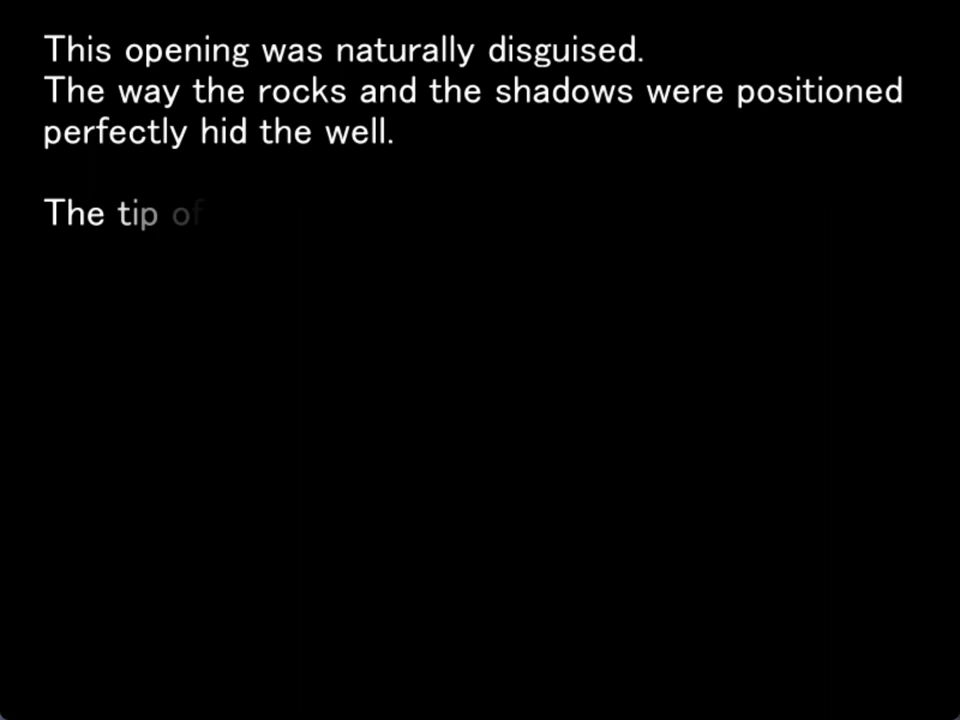 This opening was naturally disguised.
The way the rocks and the shadows were positioned
perfectly hid the well.
The tip of